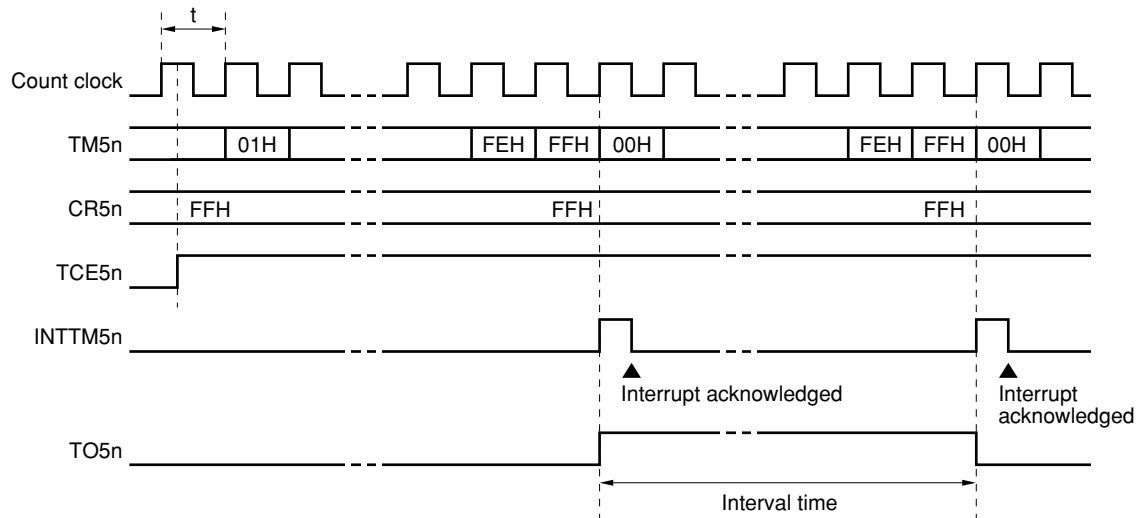 t
Count clock
TM5n 01H FEH FFH 00H FEH FFH 00H
CR5n FFH FFH FFH
TCE5n
INTTM5n
Interrupt acknowledged
Interrupt
acknowledged
TO5n
Interval time